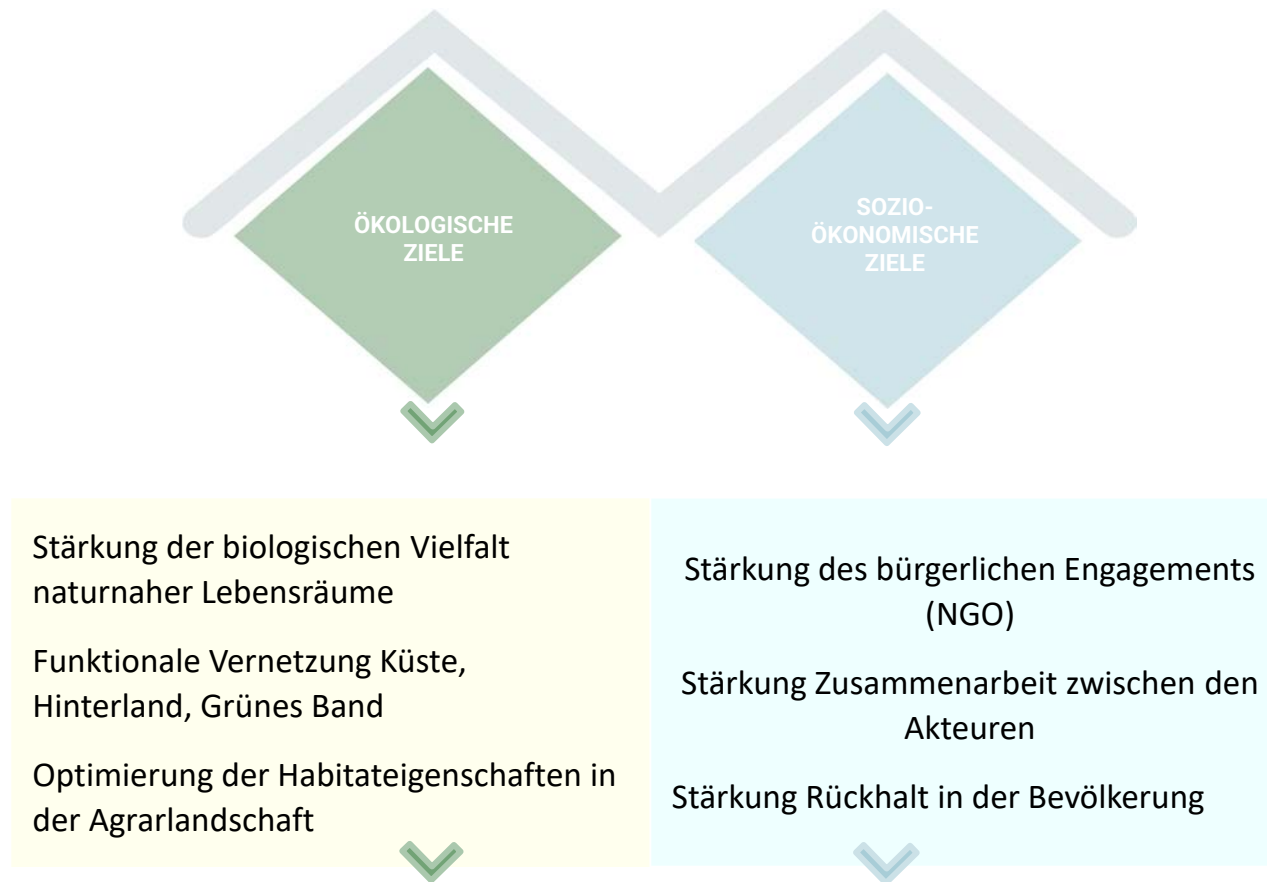 ÖKOLOGISCHE
ZIELE
SOZIO-
ÖKONOMISCHE
ZIELE
Stärkung der biologischen Vielfalt
naturnaher Lebensräume
Funktionale Vernetzung Küste,
Hinterland, Grünes Band
Optimierung der Habitateigenschaften in
der Agrarlandschaft
Stärkung des bürgerlichen Engagements
(NGO)
Stärkung Zusammenarbeit zwischen den
Akteuren
Stärkung Rückhalt in der Bevölkerung